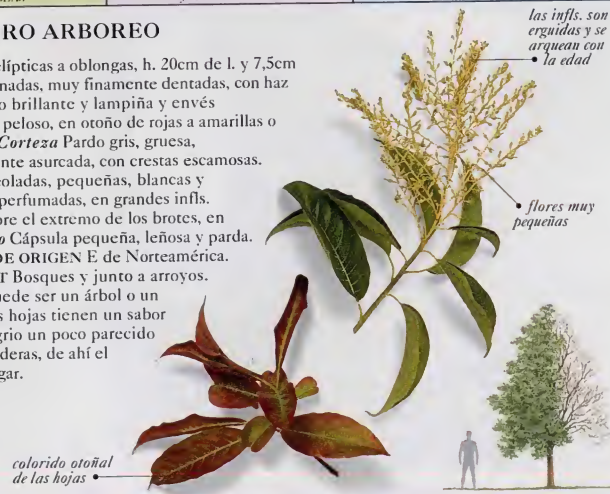 RO ARBOREO
lípticas a oblongas, h. 20cm de l. y 7,5cm
nadas, muy finamente dentadas, con haz
o brillante y lampiña y envés
peloso, en otoño de rojas a amarillas o
Corteza Pardo gris, gruesa,
nte asurcada, con crestas escamosas.
eoladas, pequeñas, blancas y
perfumadas, en grandes infls.
bre el extremo de los brotes, en
o Cápsula pequeña, leñosa y parda.
DE ORIGEN E de Norteamérica.
T Bosques y junto a arroyos.
uede ser un árbol o un
s hojas tienen un sabor
grio un poco parecido
deras, de ahí el
gar.
las infls. son
erguidas y se
arquean con
la edad
flores muy
pequeñas
colorido otoñal
de las hojas